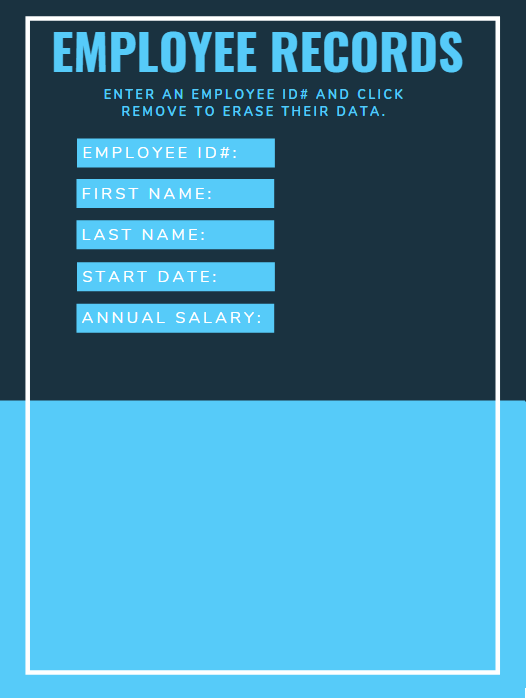 EMPLOYEE RECORDS
ENTER AN EMPLOYEE ID# AND CLICK
REMOVE TO ERASE THEIR DATA.
EMPLOYEE ID#:
FIRST NAME:
LAST NAME:
START DATE:
ANNUAL SALARY: